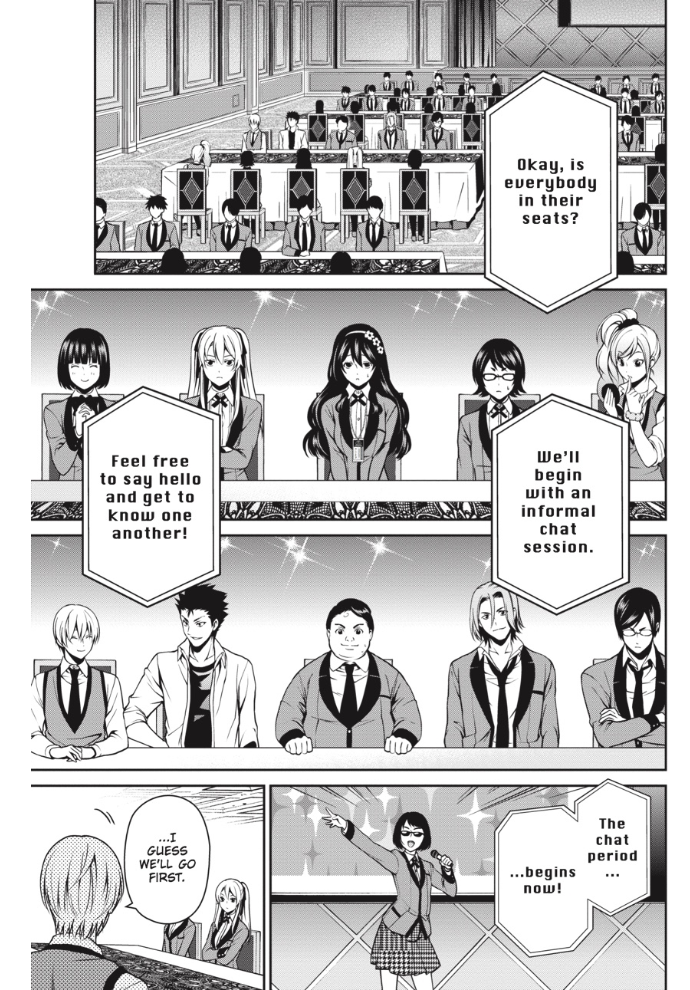 Okay, is
everybody
in their
seats?
We'll
begin
with an
informal
chat
session.
Feel free
to say hello
and get to
know one
another!
The
chat
period
...
...begins
now!
...I
GUESS
WE'LL GO
FIRST.